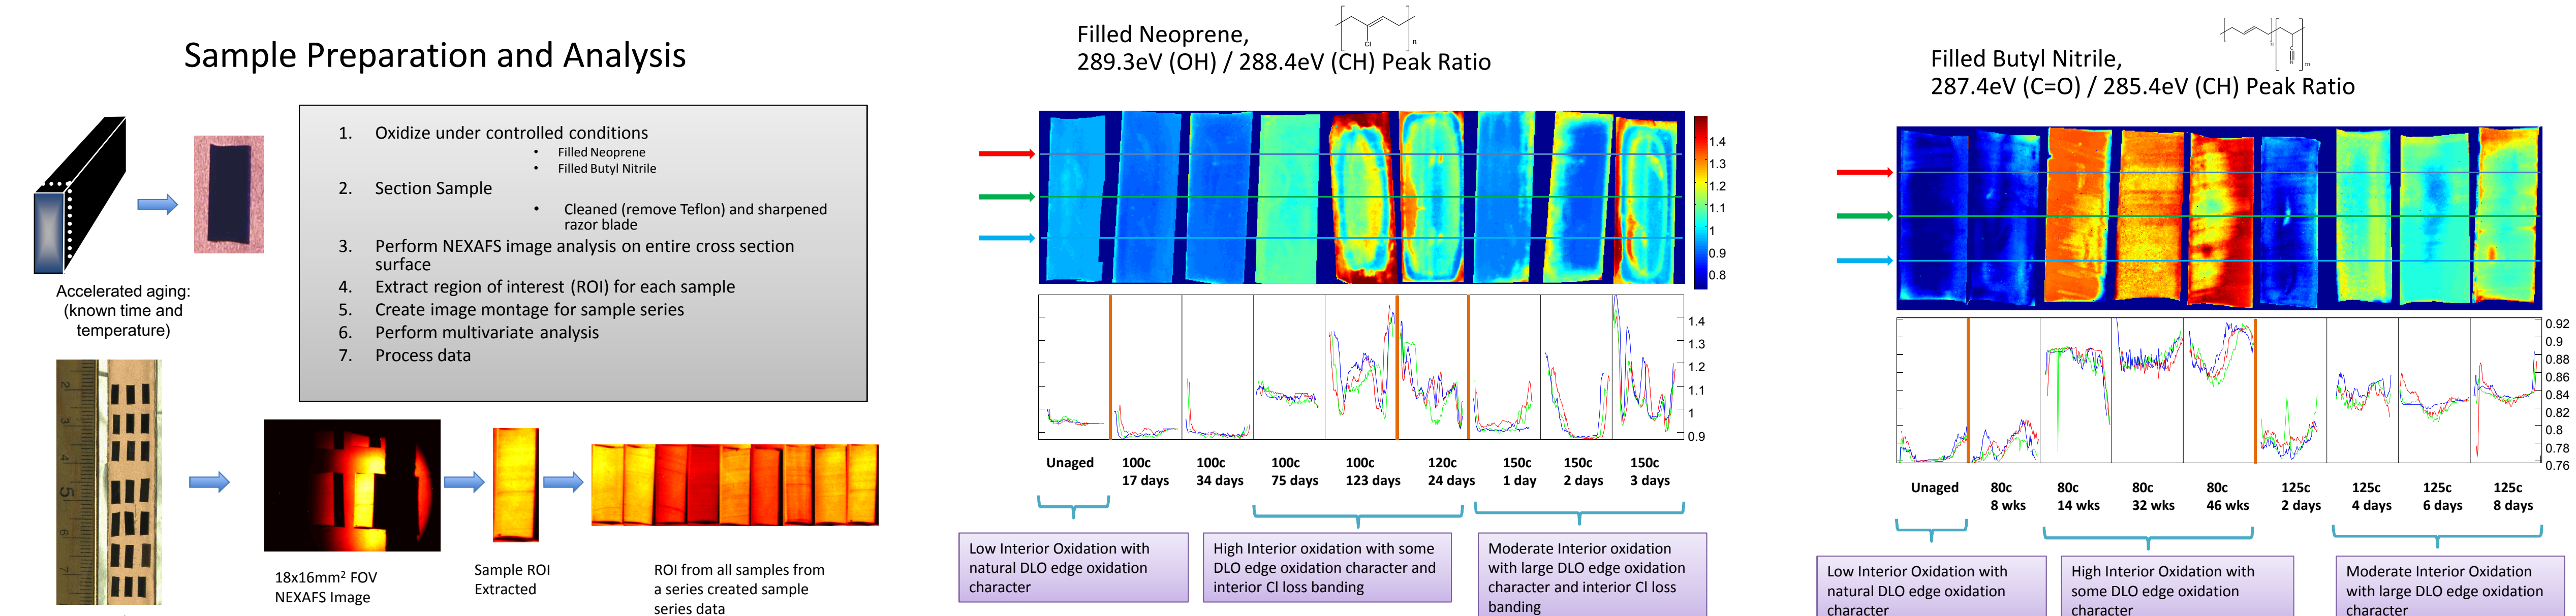 Sample Preparation and Analysis
Accelerated aging:
(known time and
temperature)
1. Oxidize under controlled conditions
• Filled Neoprene
• Filled Butyl Nitrile
2. Section Sample
• Cleaned (remove Teflon) and sharpened
razor blade
3. Perform NEXAFS image analysis on entire cross section
surface
4. Extract region of interest (ROI) for each sample
5. Create image montage for sample series
6. Perform multivariate analysis
7. Process data
2
3
4
5
6
7
18x16mm2 FOV
NEXAFS Image
Sample ROI
Extracted
ROI from all samples from
a series created sample
series data
Filled Neoprene,
289.3eV (OH) / 288.4eV (CH) Peak Ratio
Cl
n
1.4
1.3
1.2
1.1
1
0.9
0.8
1.4
1.3
1.2
1.1
1
0.9
Unaged
100c
17 days
100c
34 days
100c
75 days
100c
123 days
120c
24 days
150c
1 day
150c
2 days
150c
3 days
Low Interior Oxidation with
natural DLO edge oxidation
character
High Interior oxidation with some
DLO edge oxidation character and
interior Cl loss banding
Moderate Interior oxidation
with large DLO edge oxidation
character and interior Cl loss
banding
Filled Butyl Nitrile,
287.4eV (C=O) / 285.4eV (CH) Peak Ratio
n
C
N
m
0.92
0.9
0.88
0.86
0.84
0.82
0.8
0.78
0.76
Unaged
80c
8 wks
80c
14 wks
80c
32 wks
80c
46 wks
125c
2 days
125c
4 days
125c
6 days
125c
8 days
Low Interior Oxidation with
natural DLO edge oxidation
character
High Interior Oxidation with
some DLO edge oxidation
character
Moderate Interior Oxidation
with large DLO edge oxidation
character